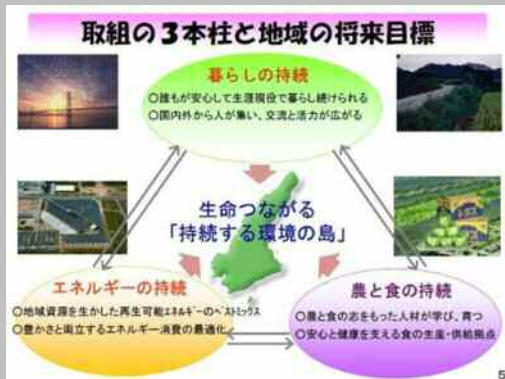 取組の3本柱と地域の将来目標
暮らしの持続
○誰もが安心して生涯現役で暮らし続けられる
○国内外から人が集い、交流と活力が広がる
生命つながる
「持続する環境の島」
エネルギーの持続
○地域資源を生かした再生可能エネルギーのベストミックス
○豊かさと両立するエネルギー消費の最適化
農と食の持続
○農と食の志をもった人材が学び、育つ
○安心と健康を支える食の生産・供給拠点
5